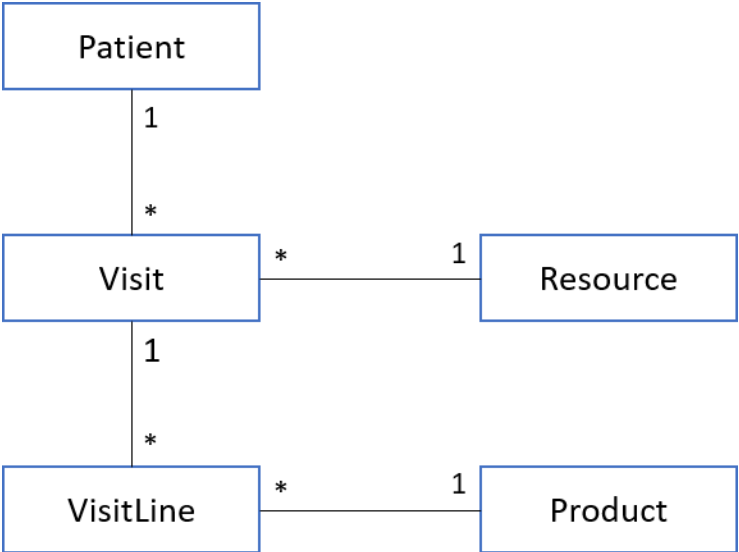 Patient
1
*
Visit
* 1
Resource
1
*
VisitLine
* 1
Product